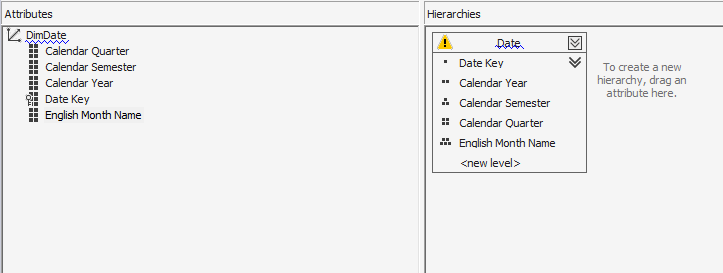 Attributes
DimDate
Calendar Quarter
Calendar Semester
Calendar Year
Date Key
English Month Name
Hierarchies
Date
Date Key
Calendar Year
Calendar Semester
Calendar Quarter
English Month Name
<new level>
To create a new
hierarchy, drag an
attribute here.